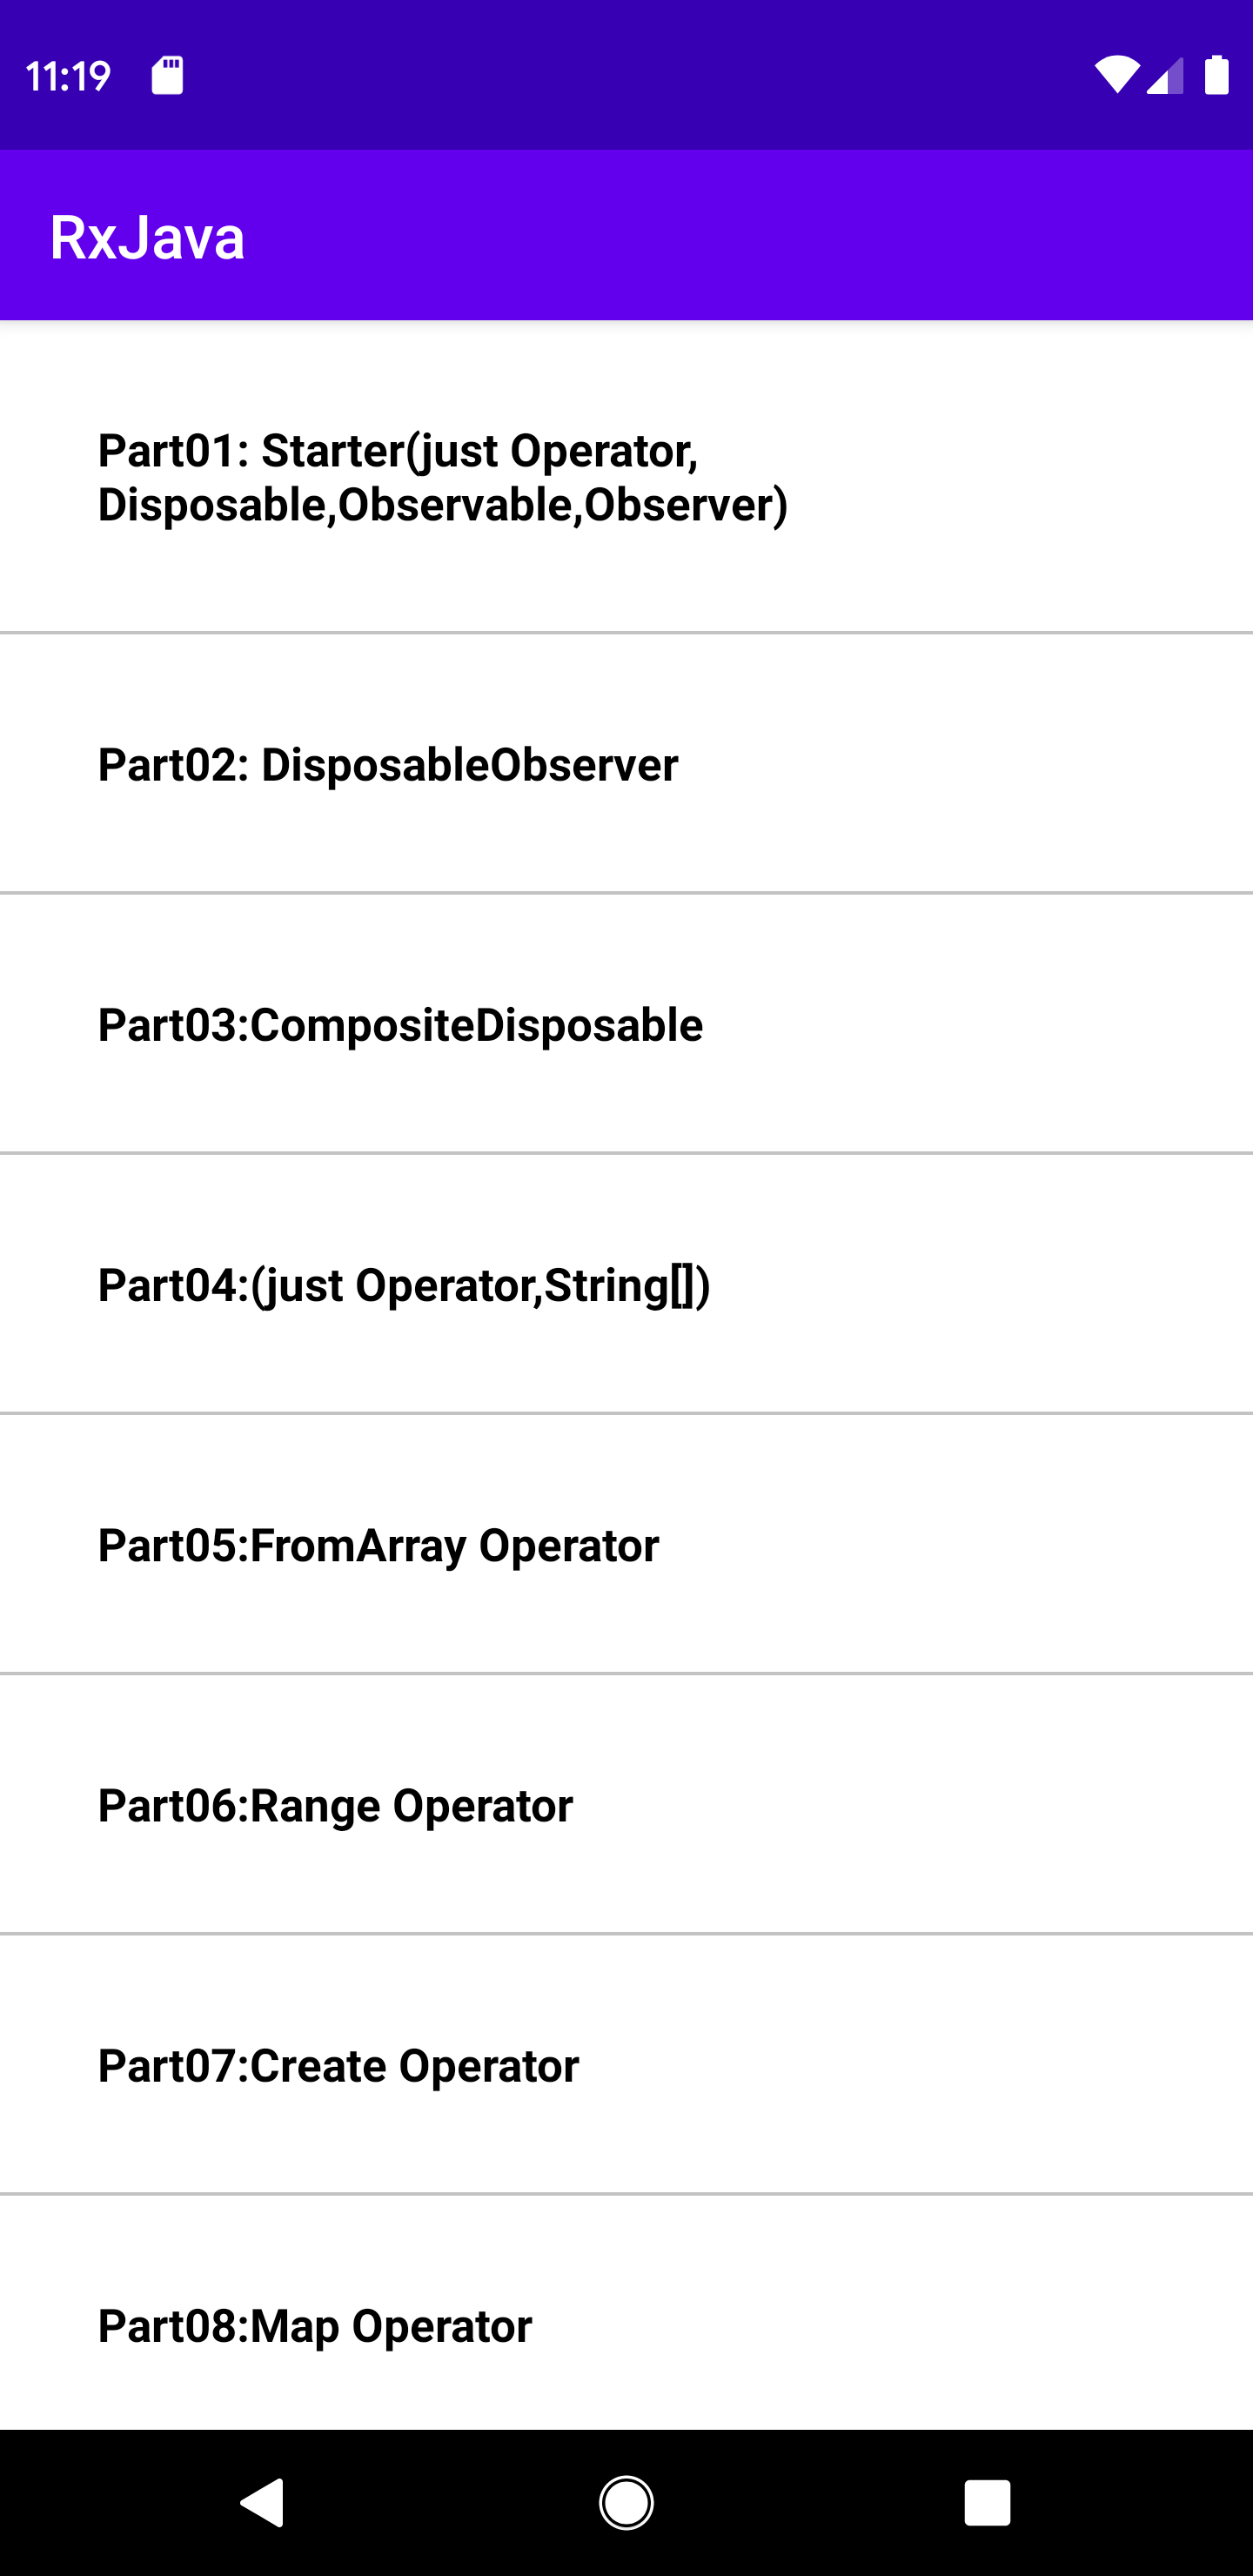 11:19
RxJava
Part01: Starter(just Operator,
Disposable,Observable,Observer)
Part02: DisposableObserver
Part03:CompositeDisposable
Part04:(just Operator,String[])
Part05:FromArray Operator
Part06:Range Operator
Part07:Create Operator
Part08:Map Operator